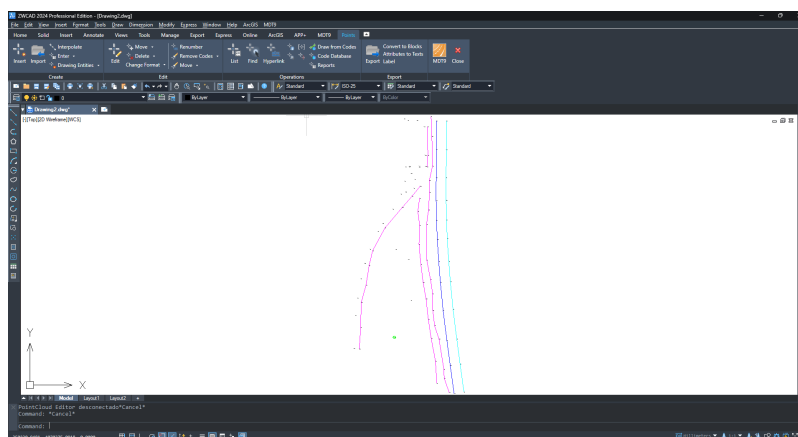 ZWCAD 2024 Professional Edition - [Drawing2.dwg]
File Edit View Insert Format Tools Draw Dimension Modify Express Window Help ArcGIS MDT9
Home Solid Insert Annotate Views Tools Manage Export Express Online ArcGIS APP+ MDT9 Points
Interpolate Move Renumber Draw from Codes Convert to Blocks
Insert Import Enter Edit Delete Remove Codes List Find Hyperlink Code Database Export Attributes to Texts MDT9 Close
Drawing Entities Change Format Move Reports Label
Create Edit Operations Export
Standard ISO-25 Standard Standard
0 ByLayer ByLayer ByLayer ByColor
Drawing2.dwg*
[-][Top][2D Wireframe][WCS]
Y
X
Model Layout1 Layout2 +
PointCloud Editor desconectado*Cancel*
Command: *Cancel*
Command:
millimeters